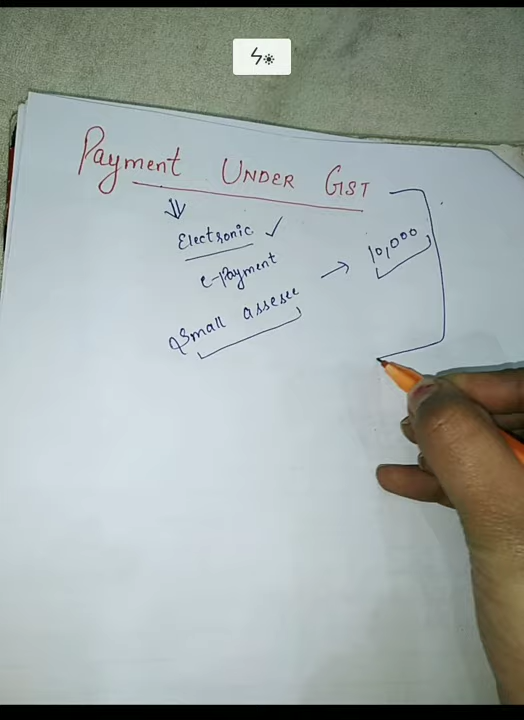 Payment UNDER GST
Electronic
e-Payment
Small assesee → 10,000